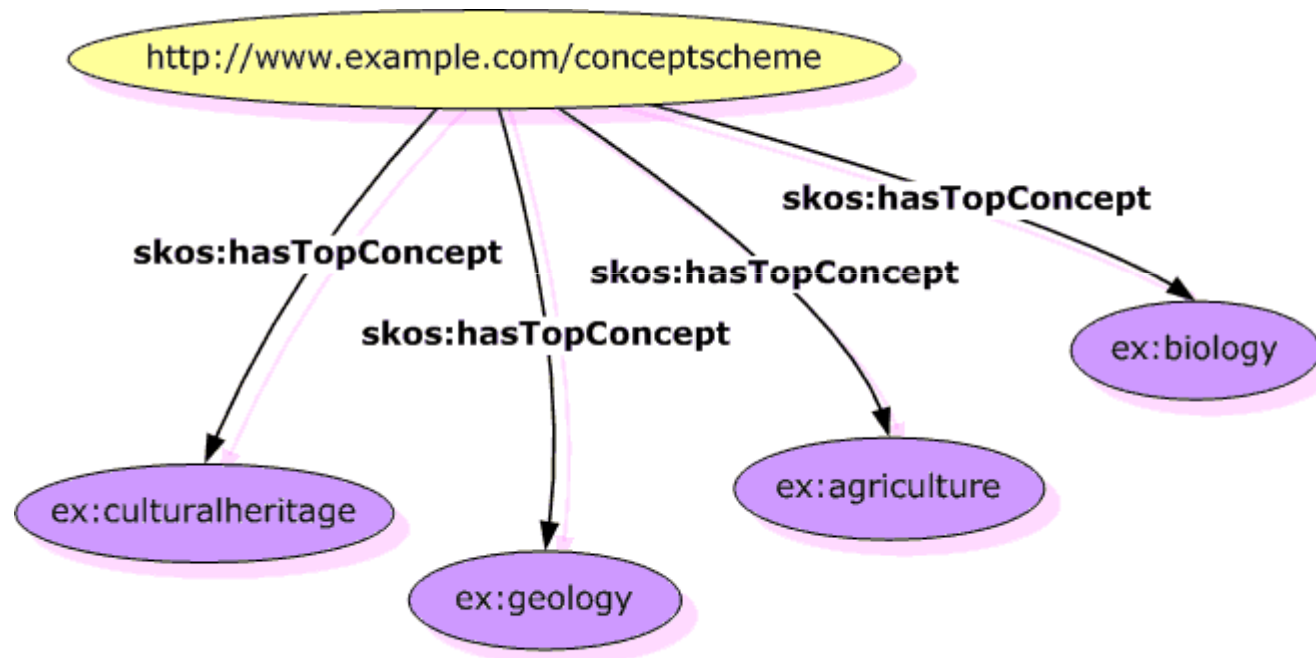 http://www.example.com/conceptscheme
skos:hasTopConcept
skos:hasTopConcept
skos:hasTopConcept
skos:hasTopConcept
ex:biology
ex:agriculture
ex:culturalheritage
ex:geology